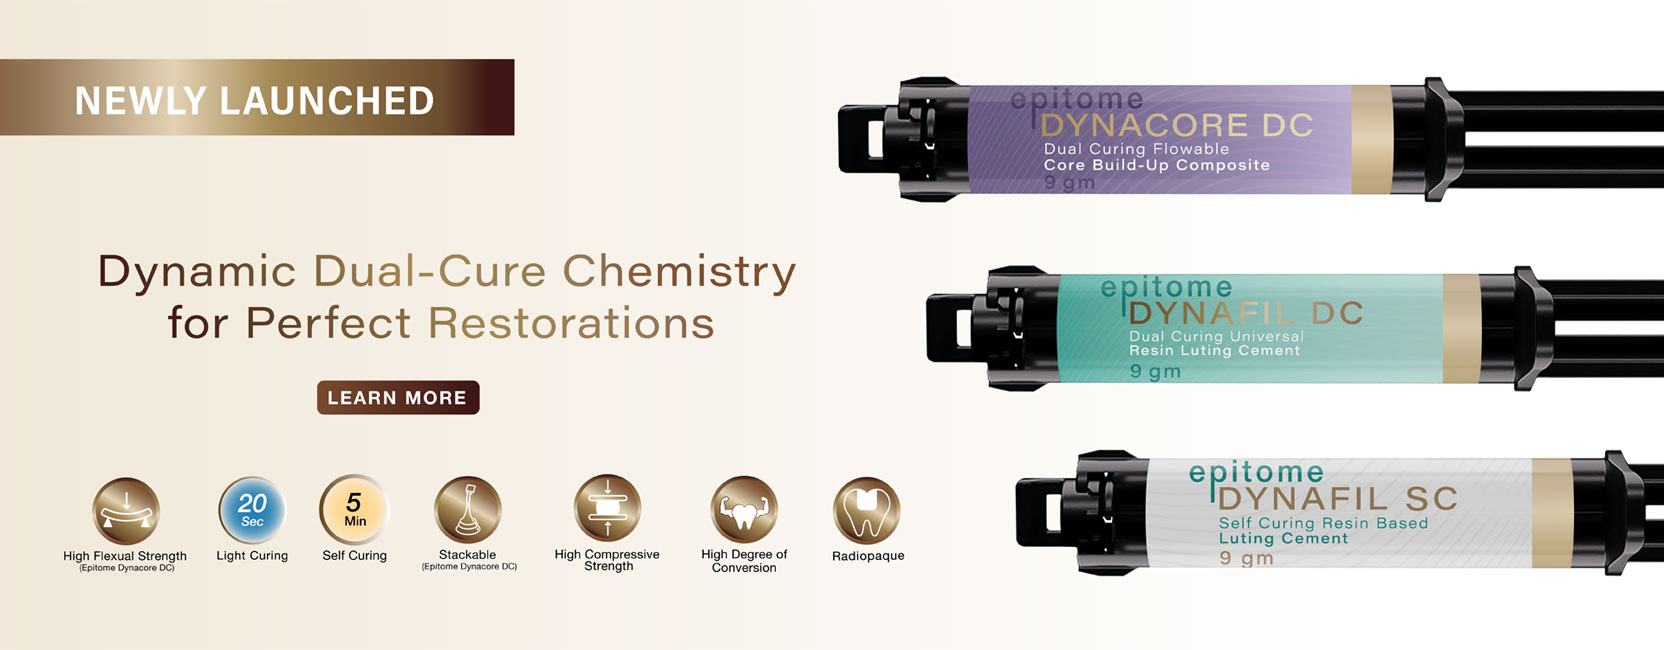 NEWLY LAUNCHED
Dynamic Dual-Cure Chemistry
for Perfect Restorations
LEARN MORE
High Flexual Strength
(Epitome Dynacore DC)
20
Sec
Light Curing
5
Min
Self Curing
Stackable
(Epitome Dynacore DC)
High Compressive
Strength
High Degree of
Conversion
Radiopaque
epitome
DYNACORE DC
Dual Curing Flowable
Core Build-Up Composite
9 gm
epitome
DYNAFIL DC
Dual Curing Universal
Resin Luting Cement
9 gm
epitome
DYNAFIL SC
Self Curing Resin Based
Luting Cement
9 gm